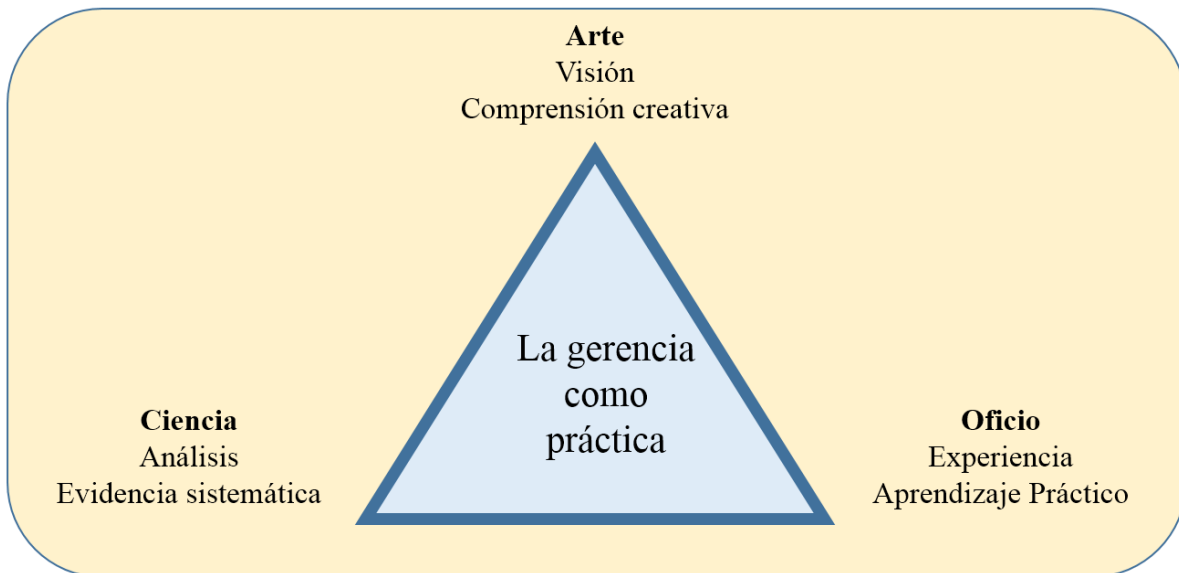 Arte
Visión
Comprensión creativa
La gerencia
como
práctica
Ciencia
Análisis
Evidencia sistemática
Oficio
Experiencia
Aprendizaje Práctico